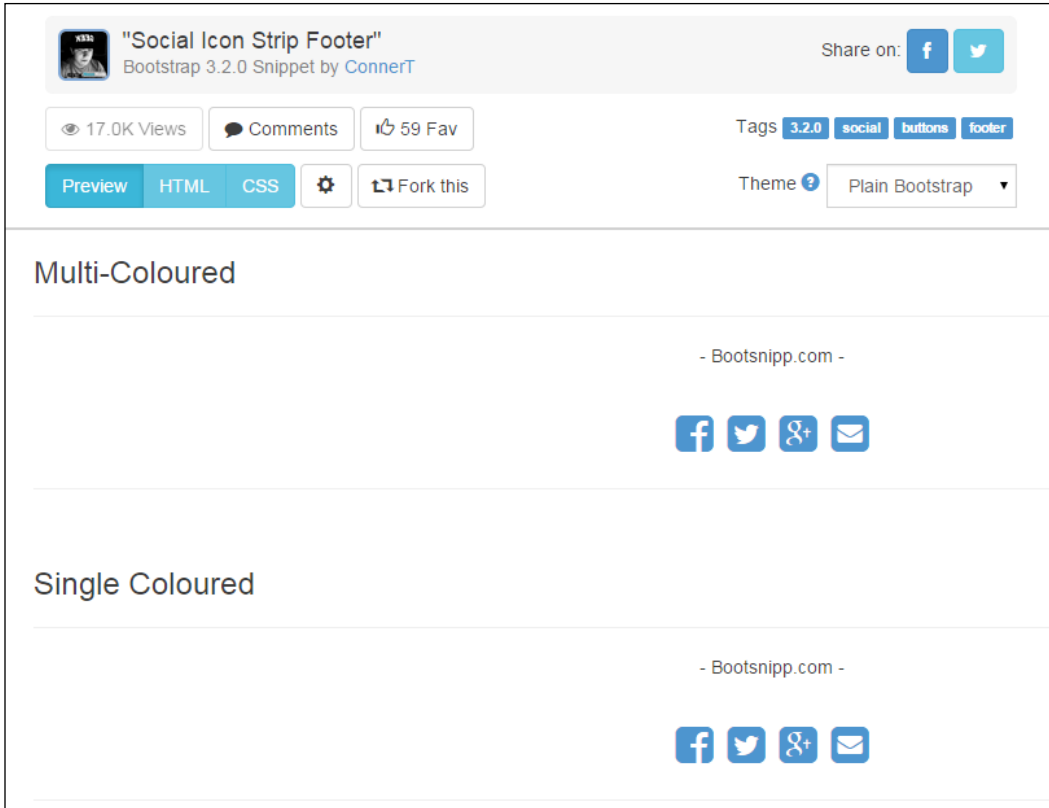 "Social Icon Strip Footer"
Bootstrap 3.2.0 Snippet by ConnerT
Share on:
17.0K Views
Comments
59 Fav
Tags 3.2.0 social buttons footer
Preview HTML CSS
Fork this
Theme
Plain Bootstrap
Multi-Coloured
- Bootsnipp.com -
Single Coloured
- Bootsnipp.com -